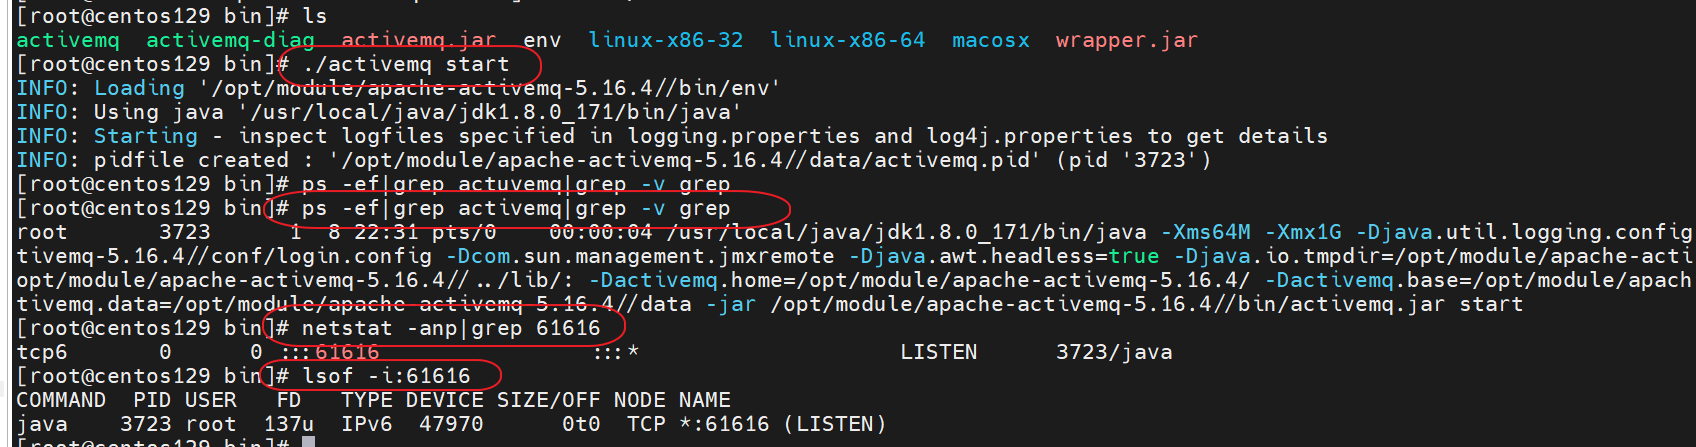 [root@centos129 bin]# ls
activemq  activemq-diag  activemq.jar  env  linux-x86-32  linux-x86-64  macosx  wrapper.jar
[root@centos129 bin]# ./activemq start
INFO: Loading '/opt/module/apache-activemq-5.16.4//bin/env'
INFO: Using java '/usr/local/java/jdk1.8.0_171/bin/java'
INFO: Starting - inspect logfiles specified in logging.properties and log4j.properties to get details
INFO: pidfile created : '/opt/module/apache-activemq-5.16.4//data/activemq.pid' (pid '3723')
[root@centos129 bin]# ps -ef|grep actuvemq|grep -v grep
[root@centos129 bin]# ps -ef|grep activemq|grep -v grep
root       3723      1  8 22:31 pts/0    00:00:04 /usr/local/java/jdk1.8.0_171/bin/java -Xms64M -Xmx1G -Djava.util.logging.config
tivemq-5.16.4//conf/login.config -Dcom.sun.management.jmxremote -Djava.awt.headless=true -Djava.io.tmpdir=/opt/module/apache-acti
opt/module/apache-activemq-5.16.4//../lib/: -Dactivemq.home=/opt/module/apache-activemq-5.16.4/ -Dactivemq.base=/opt/module/apach
tivemq.data=/opt/module/apache-activemq-5.16.4//data -jar /opt/module/apache-activemq-5.16.4//bin/activemq.jar start
[root@centos129 bin]# netstat -anp|grep 61616
tcp6       0      0 :::61616                :::*                    LISTEN      3723/java
[root@centos129 bin]# lsof -i:61616
COMMAND  PID USER   FD   TYPE DEVICE SIZE/OFF NODE NAME
java    3723 root  137u  IPv6  47970      0t0  TCP *:61616 (LISTEN)
[root@centos129 bin]#